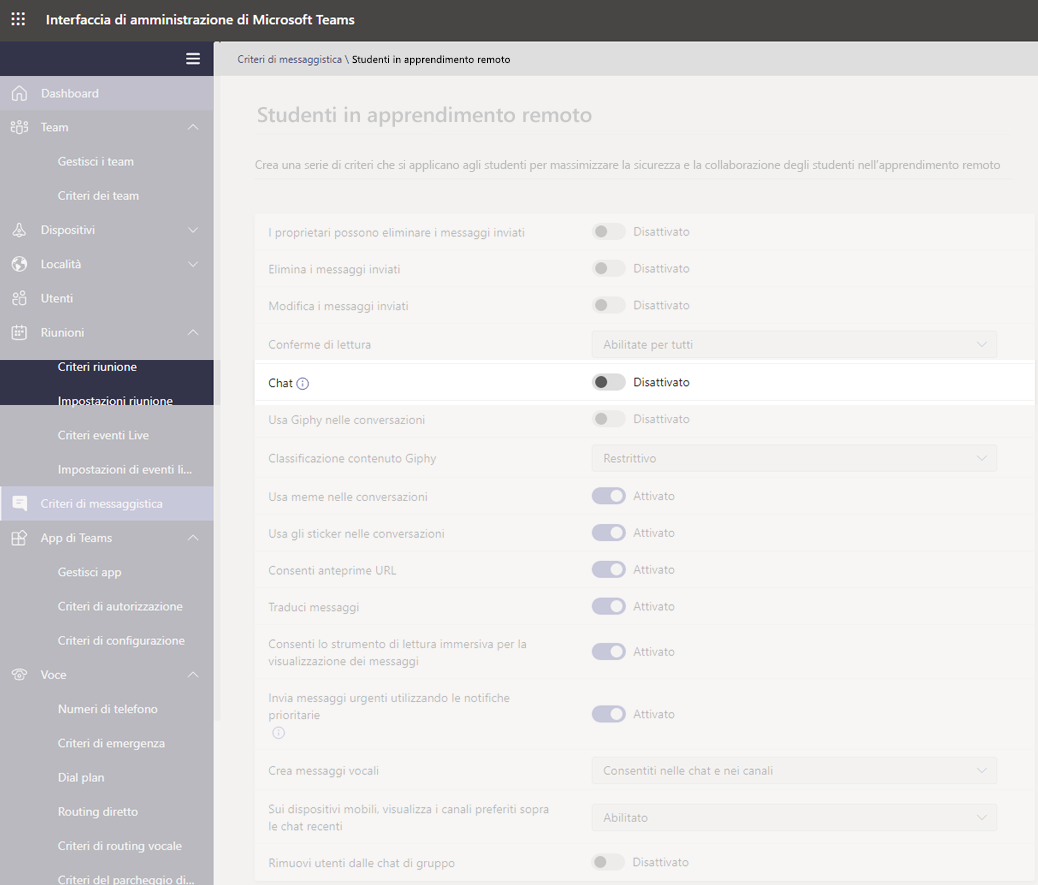 Interfaccia di amministrazione di Microsoft Teams
Criteri di messaggistica \ Studenti in apprendimento remoto
Dashboard
Team
Gestisci i team
Criteri dei team
Dispositivi
Località
Utenti
Riunioni
Criteri riunione
Impostazioni riunione
Criteri eventi Live
Impostazioni di eventi li...
Criteri di messaggistica
App di Teams
Gestisci app
Criteri di autorizzazione
Criteri di configurazione
Voce
Numeri di telefono
Criteri di emergenza
Dial plan
Routing diretto
Criteri di routing vocale
Criteri del parcheggio di...
Studenti in apprendimento remoto
Crea una serie di criteri che si applicano agli studenti per massimizzare la sicurezza e la collaborazione degli studenti nell'apprendimento remoto
I proprietari possono eliminare i messaggi inviati Disattivato
Elimina i messaggi inviati Disattivato
Modifica i messaggi inviati Disattivato
Conferme di lettura Abilitate per tutti
Chat Disattivato
Usa Giphy nelle conversazioni Disattivato
Classificazione contenuto Giphy Restrittivo
Usa meme nelle conversazioni Attivato
Usa gli sticker nelle conversazioni Attivato
Consenti anteprime URL Attivato
Traduci messaggi Attivato
Consenti lo strumento di lettura immersiva per la
visualizzazione dei messaggi Attivato
Invia messaggi urgenti utilizzando le notifiche
prioritarie Attivato
Crea messaggi vocali Consentiti nelle chat e nei canali
Sui dispositivi mobili, visualizza i canali preferiti sopra
le chat recenti Abilitato
Rimuovi utenti dalle chat di gruppo Disattivato